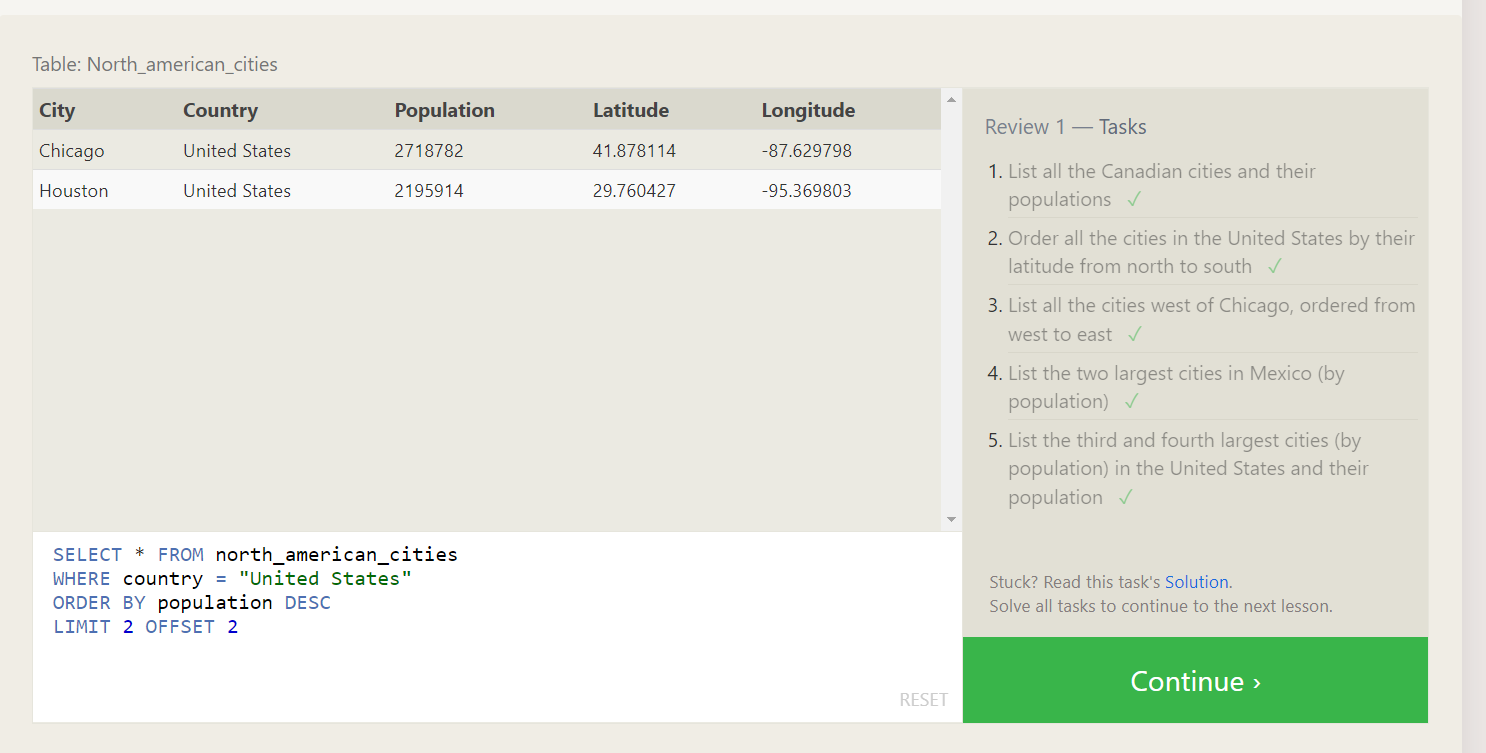 Table: North_american_cities
City Country Population Latitude Longitude
Chicago United States 2718782 41.878114 -87.629798
Houston United States 2195914 29.760427 -95.369803
SELECT * FROM north_american_cities
WHERE country = "United States"
ORDER BY population DESC
LIMIT 2 OFFSET 2
RESET
Review 1 — Tasks
1. List all the Canadian cities and their
populations ✓
2. Order all the cities in the United States by their
latitude from north to south ✓
3. List all the cities west of Chicago, ordered from
west to east ✓
4. List the two largest cities in Mexico (by
population) ✓
5. List the third and fourth largest cities (by
population) in the United States and their
population ✓
Stuck? Read this task's Solution.
Solve all tasks to continue to the next lesson.
Continue ›